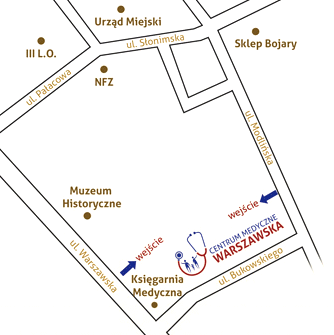 Urząd Miejski
ul. Słonimska
Sklep Bojary
III L.O.
NFZ
ul. Pałacowa
ul. Modlińska
Muzeum
Historyczne
wejście
wejście
CENTRUM MEDYCZNE
WARSZAWSKA
ul. Warszawska
Księgarnia
Medyczna
ul. Bukowskiego